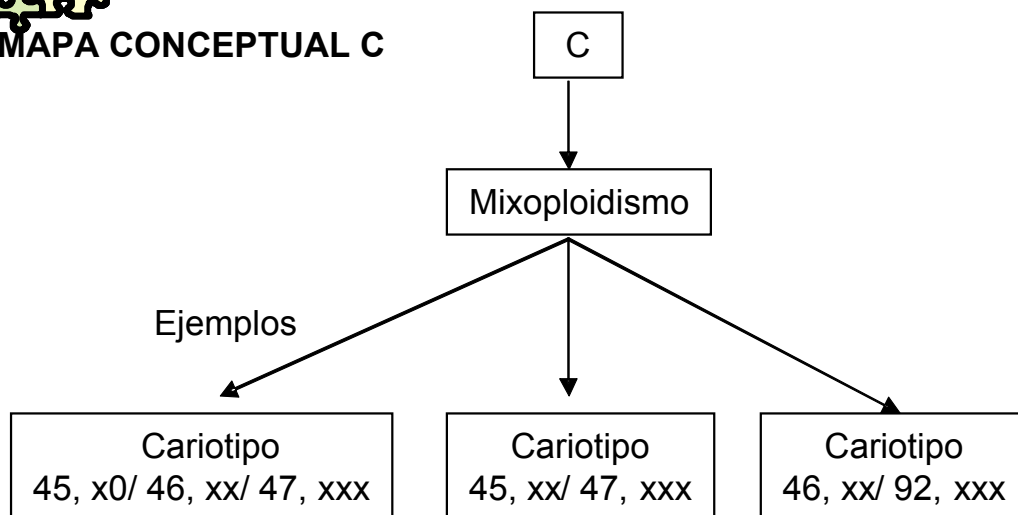 MAPA CONCEPTUAL C
C
Mixoploidismo
Ejemplos
Cariotipo
45, x0/ 46, xx/ 47, xxx
Cariotipo
45, xx/ 47, xxx
Cariotipo
46, xx/ 92, xxx